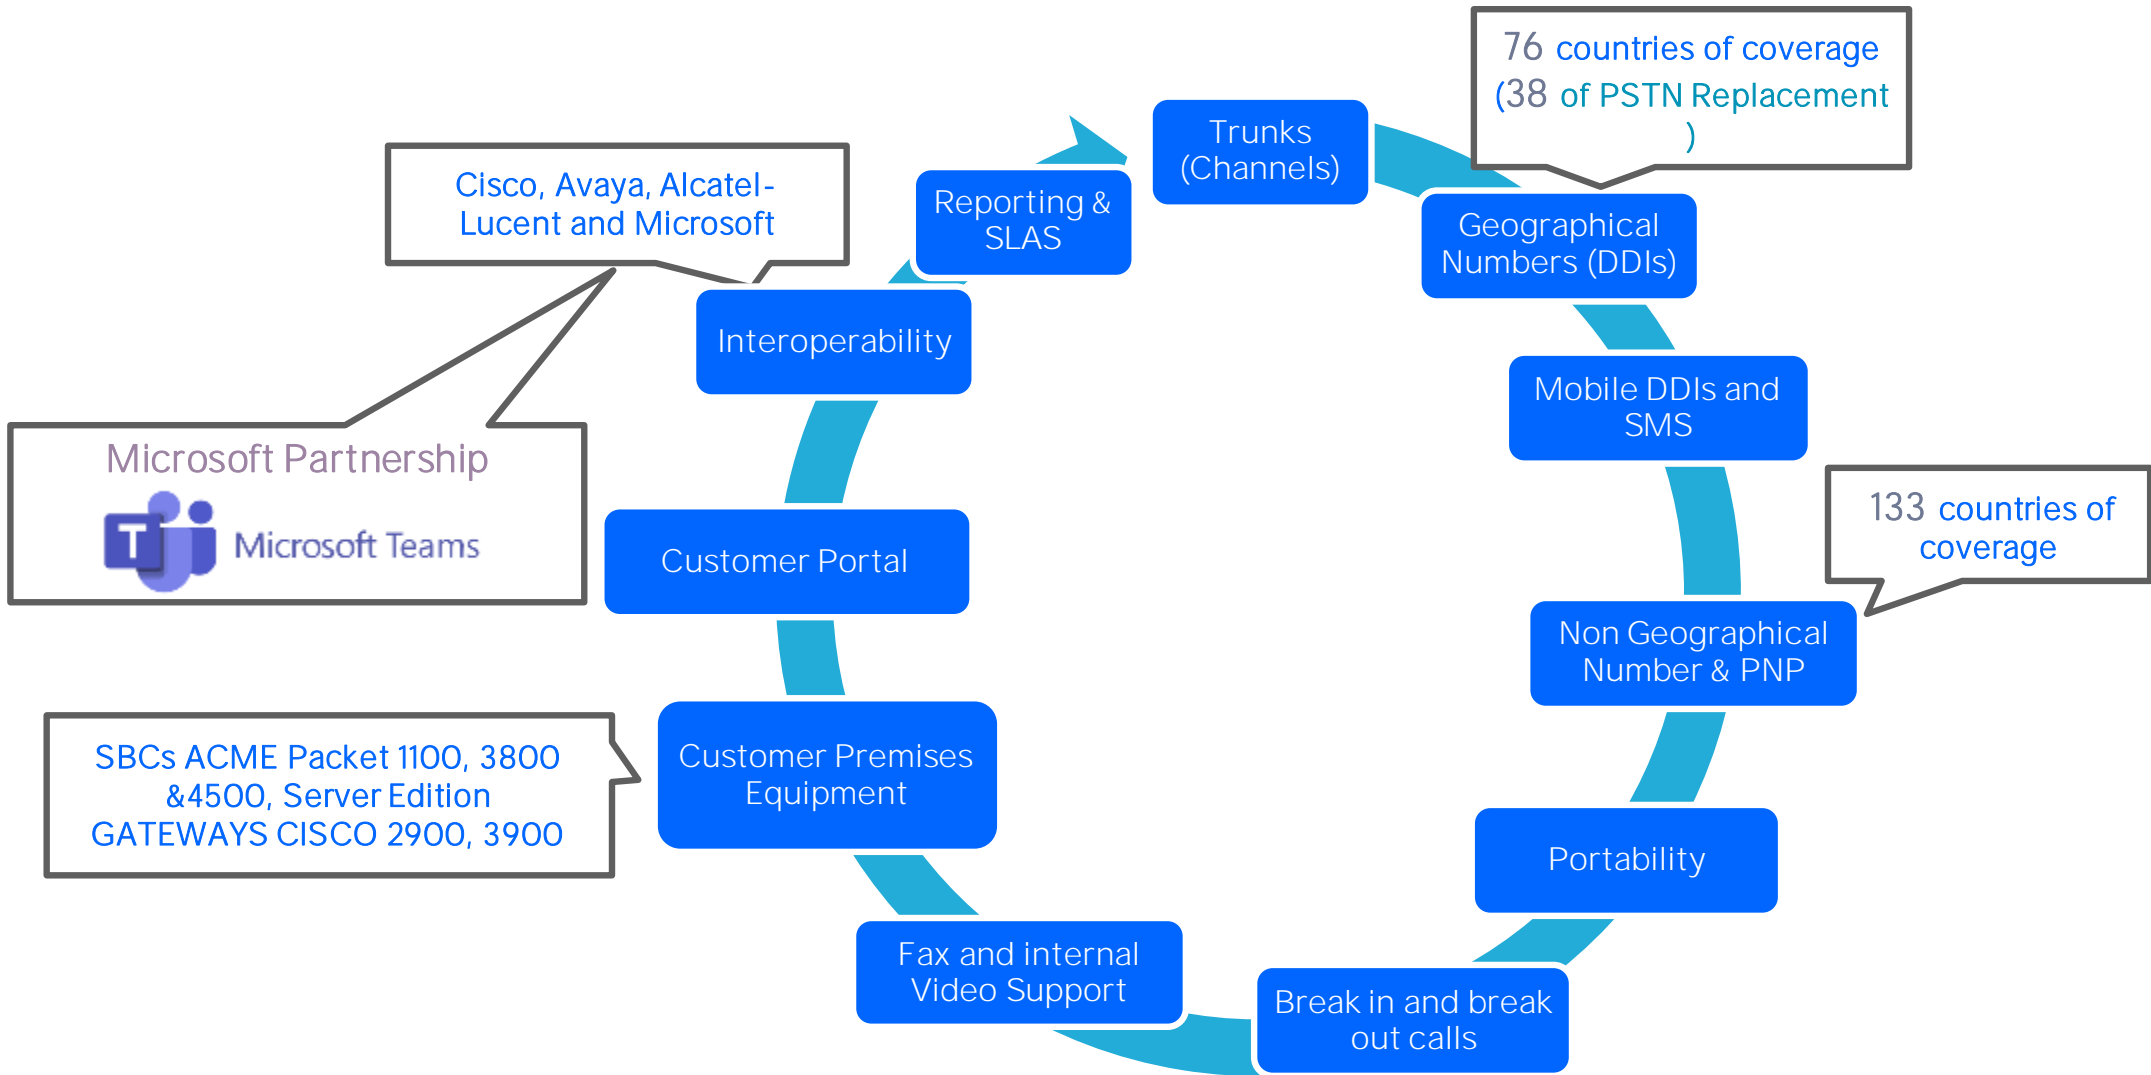 76 countries of coverage
(38 of PSTN Replacement
)
Trunks
(Channels)
Cisco, Avaya, Alcatel-
Lucent and Microsoft
Reporting &
SLAS
Geographical
Numbers (DDIs)
Interoperability
Mobile DDIs and
SMS
Microsoft Partnership
Microsoft Teams
133 countries of
coverage
Customer Portal
Non Geographical
Number & PNP
SBCs ACME Packet 1100, 3800
&4500, Server Edition
GATEWAYS CISCO 2900, 3900
Customer Premises
Equipment
Portability
Fax and internal
Video Support
Break in and break
out calls